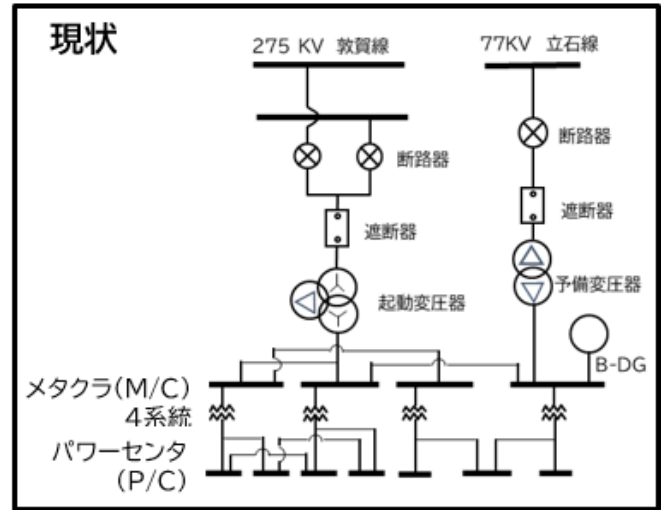 現状
275 KV 敦賀線
77KV 立石線
断路器
断路器
遮断器
遮断器
起動変圧器
予備変圧器
B-DG
メタクラ(M/C)
4系統
パワーセンタ
(P/C)